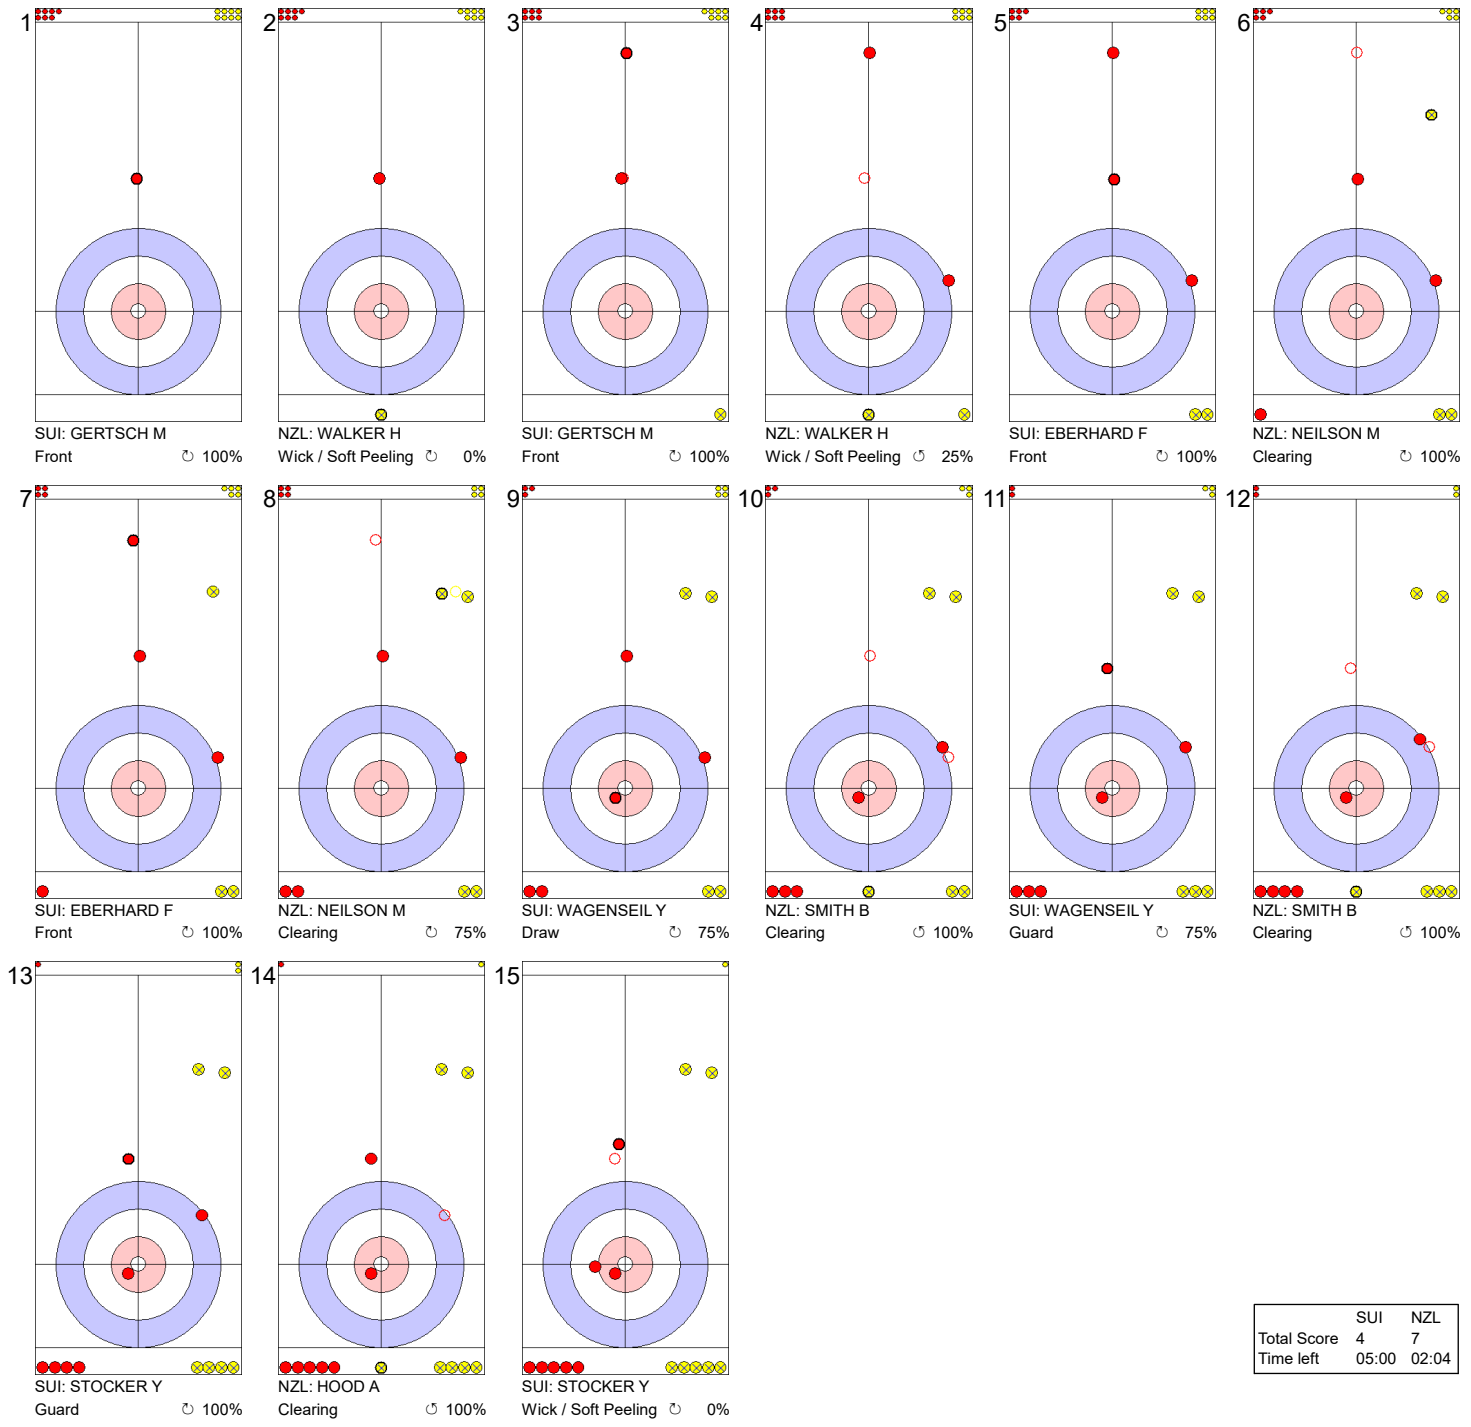 1
SUI: GERTSCH M
Front ↻ 100%
2
NZL: WALKER H
Wick / Soft Peeling ↻ 0%
3
SUI: GERTSCH M
Front ↻ 100%
4
NZL: WALKER H
Wick / Soft Peeling ↺ 25%
5
SUI: EBERHARD F
Front ↻ 100%
6
NZL: NEILSON M
Clearing ↻ 100%
7
SUI: EBERHARD F
Front ↻ 100%
8
NZL: NEILSON M
Clearing ↻ 75%
9
SUI: WAGENSEIL Y
Draw ↻ 75%
10
NZL: SMITH B
Clearing ↺ 100%
11
SUI: WAGENSEIL Y
Guard ↻ 75%
12
NZL: SMITH B
Clearing ↺ 100%
13
SUI: STOCKER Y
Guard ↻ 100%
14
NZL: HOOD A
Clearing ↺ 100%
15
SUI: STOCKER Y
Wick / Soft Peeling ↻ 0%
SUI NZL
Total Score 4 7
Time left 05:00 02:04